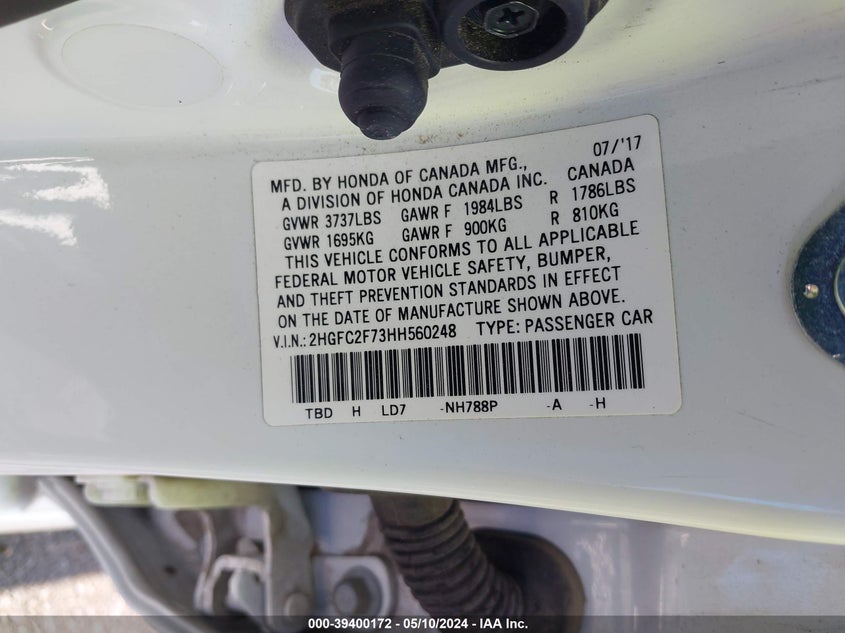 07/'17
MFD. BY HONDA OF CANADA MFG., CANADA
A DIVISION OF HONDA CANADA INC.
GVWR 3737LBS GAWR F 1984LBS R 1786LBS
GVWR 1695KG GAWR F 900KG R 810KG
THIS VEHICLE CONFORMS TO ALL APPLICABLE
FEDERAL MOTOR VEHICLE SAFETY, BUMPER,
AND THEFT PREVENTION STANDARDS IN EFFECT
ON THE DATE OF MANUFACTURE SHOWN ABOVE.
V.I.N.: 2HGFC2F73HH560248 TYPE: PASSENGER CAR
TBD H LD7 -NH788P -A -H
000-39400172 — 05/10/2024 — IAA Inc.